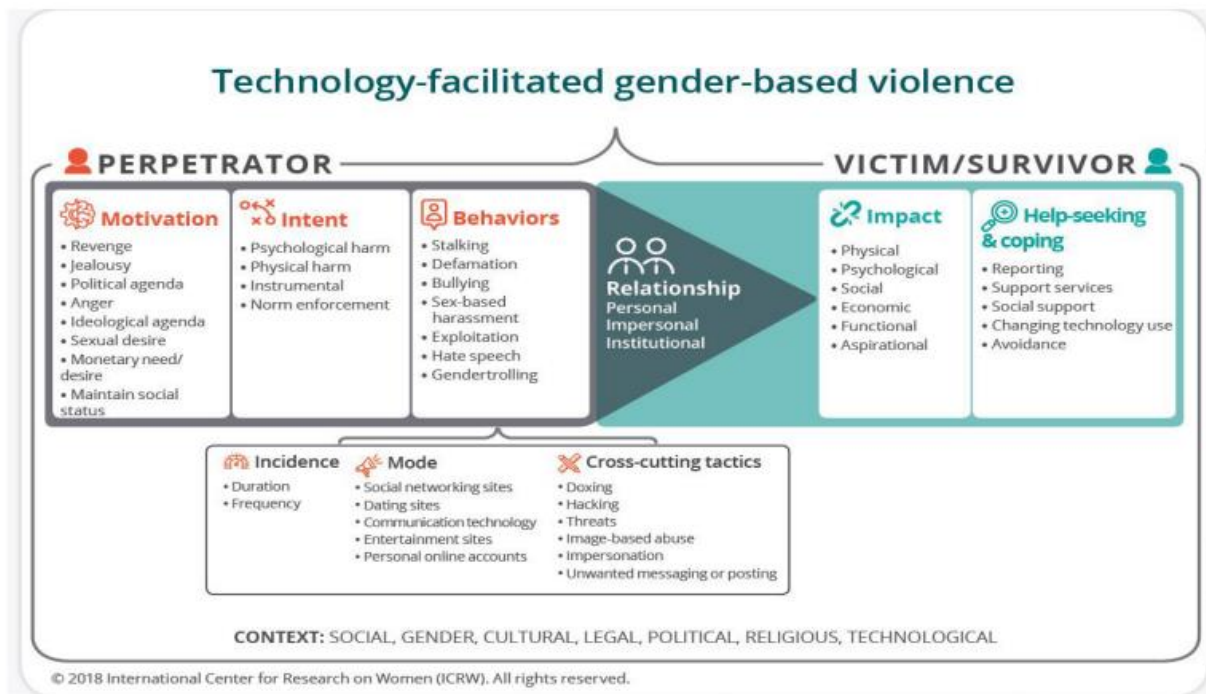 Technology-facilitated gender-based violence
PERPETRATOR
VICTIM/SURVIVOR
Motivation
• Revenge
• Jealousy
• Political agenda
• Anger
• Ideological agenda
• Sexual desire
• Monetary need/
desire
• Maintain social
status
Intent
• Psychological harm
• Physical harm
• Instrumental
• Norm enforcement
Behaviors
• Stalking
• Defamation
• Bullying
• Sex-based
harassment
• Exploitation
• Hate speech
• Gendertrolling
Relationship
Personal
Impersonal
Institutional
Impact
• Physical
• Psychological
• Social
• Economic
• Functional
• Aspirational
Help-seeking
& coping
• Reporting
• Support services
• Social support
• Changing technology use
• Avoidance
Incidence
• Duration
• Frequency
Mode
• Social networking sites
• Dating sites
• Communication technology
• Entertainment sites
• Personal online accounts
Cross-cutting tactics
• Doxing
• Hacking
• Threats
• Image-based abuse
• Impersonation
• Unwanted messaging or posting
CONTEXT: SOCIAL, GENDER, CULTURAL, LEGAL, POLITICAL, RELIGIOUS, TECHNOLOGICAL
© 2018 International Center for Research on Women (ICRW). All rights reserved.